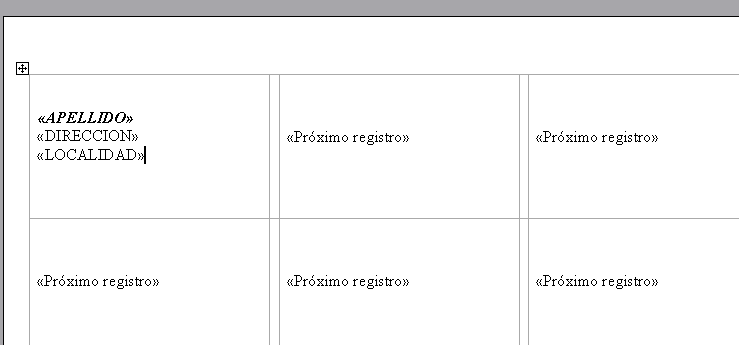 «APELLIDO»
«DIRECCION»
«LOCALIDAD»
«Próximo registro»
«Próximo registro»
«Próximo registro»
«Próximo registro»
«Próximo registro»